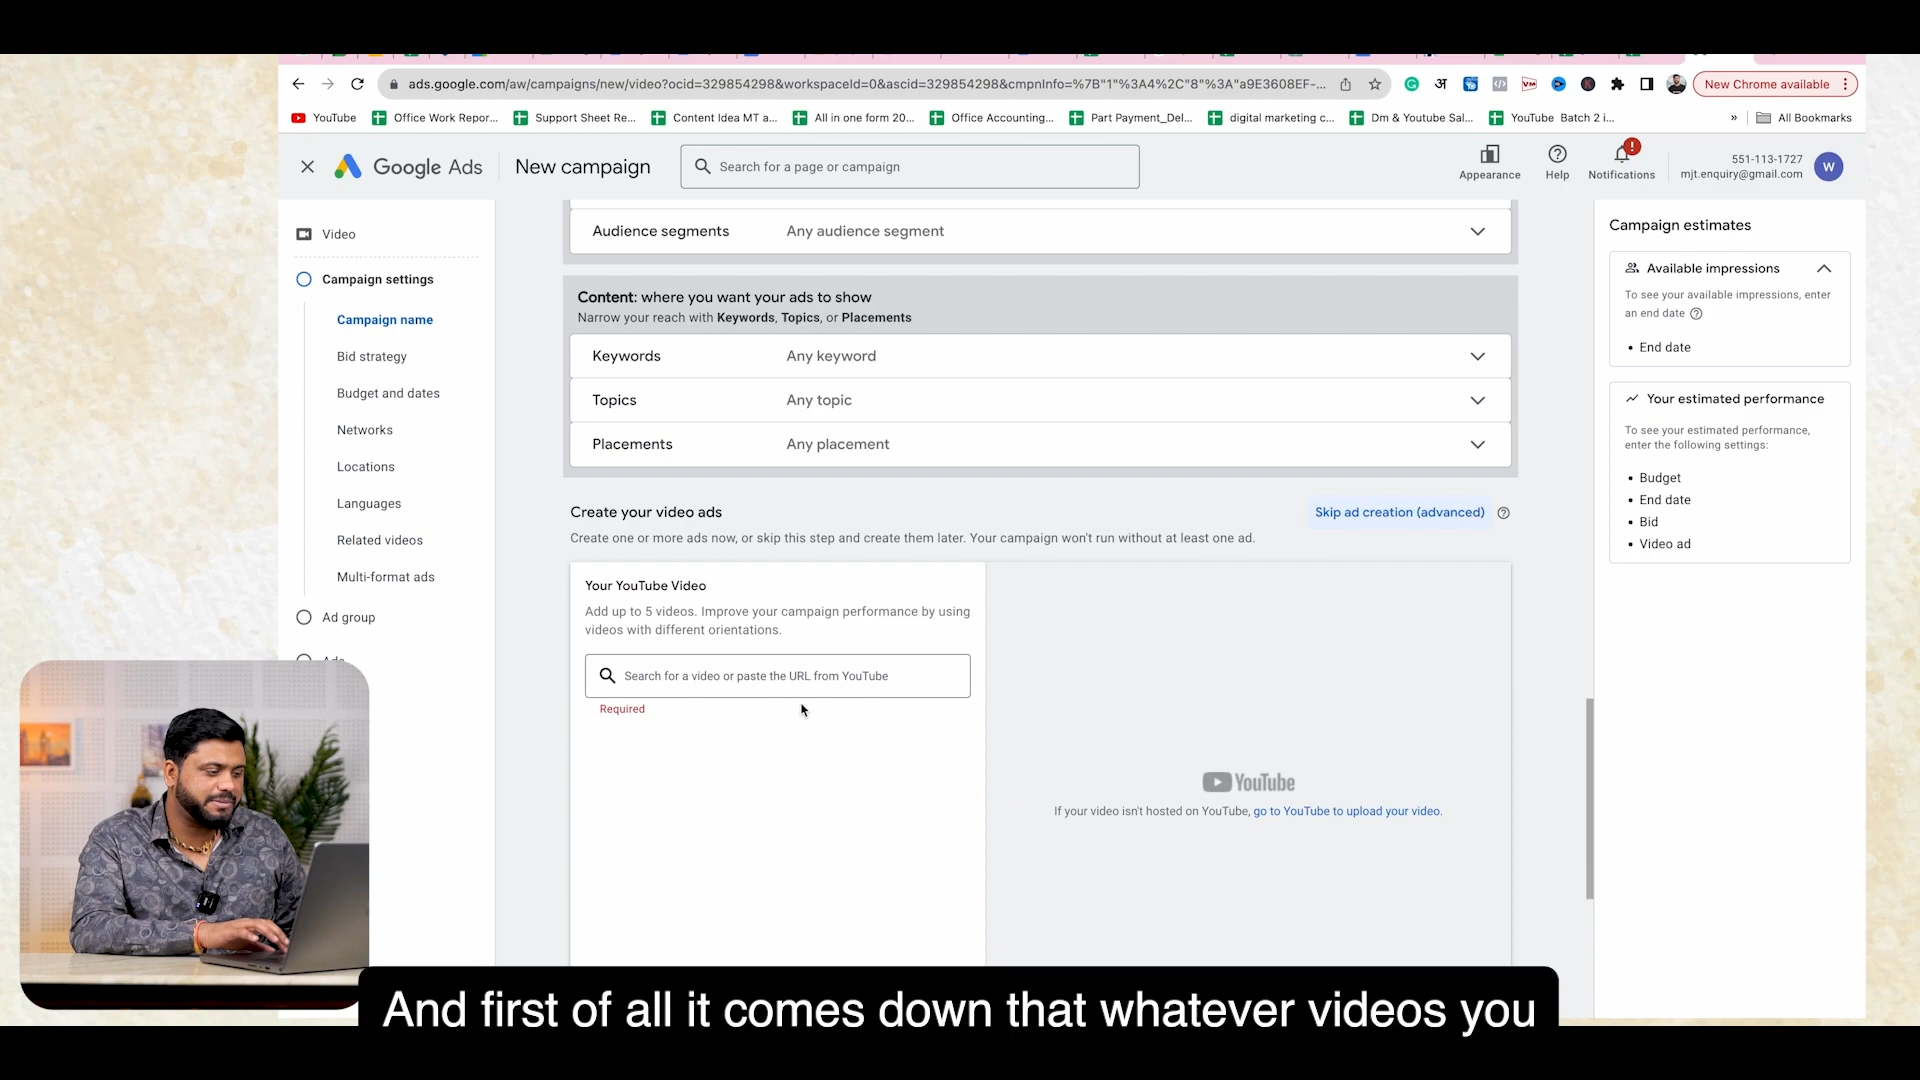 ads.google.com/aw/campaigns/new/video?ocid=329854298&workspaceId=0&ascid=329854298&cmpnInfo=%7B"1"%3A4%2C"8"%3A"a9E3608EF-...
New Chrome available
YouTube
Office Work Repor...
Support Sheet Re...
Content Idea MT a...
All in one form 20...
Office Accounting...
Part Payment_Del...
digital marketing c...
Dm & Youtube Sal...
YouTube Batch 2 i...
»
All Bookmarks
Google Ads
New campaign
Search for a page or campaign
Appearance
Help
Notifications
551-113-1727
mjt.enquiry@gmail.com
W
Video
Campaign settings
Campaign name
Bid strategy
Budget and dates
Networks
Locations
Languages
Related videos
Multi-format ads
Ad group
Audience segments Any audience segment
Content: where you want your ads to show
Narrow your reach with Keywords, Topics, or Placements
Keywords Any keyword
Topics Any topic
Placements Any placement
Create your video ads
Skip ad creation (advanced)
Create one or more ads now, or skip this step and create them later. Your campaign won't run without at least one ad.
Your YouTube Video
Add up to 5 videos. Improve your campaign performance by using
videos with different orientations.
Search for a video or paste the URL from YouTube
Required
YouTube
If your video isn't hosted on YouTube, go to YouTube to upload your video.
Campaign estimates
Available impressions
To see your available impressions, enter
an end date
• End date
Your estimated performance
To see your estimated performance,
enter the following settings:
• Budget
• End date
• Bid
• Video ad
And first of all it comes down that whatever videos you